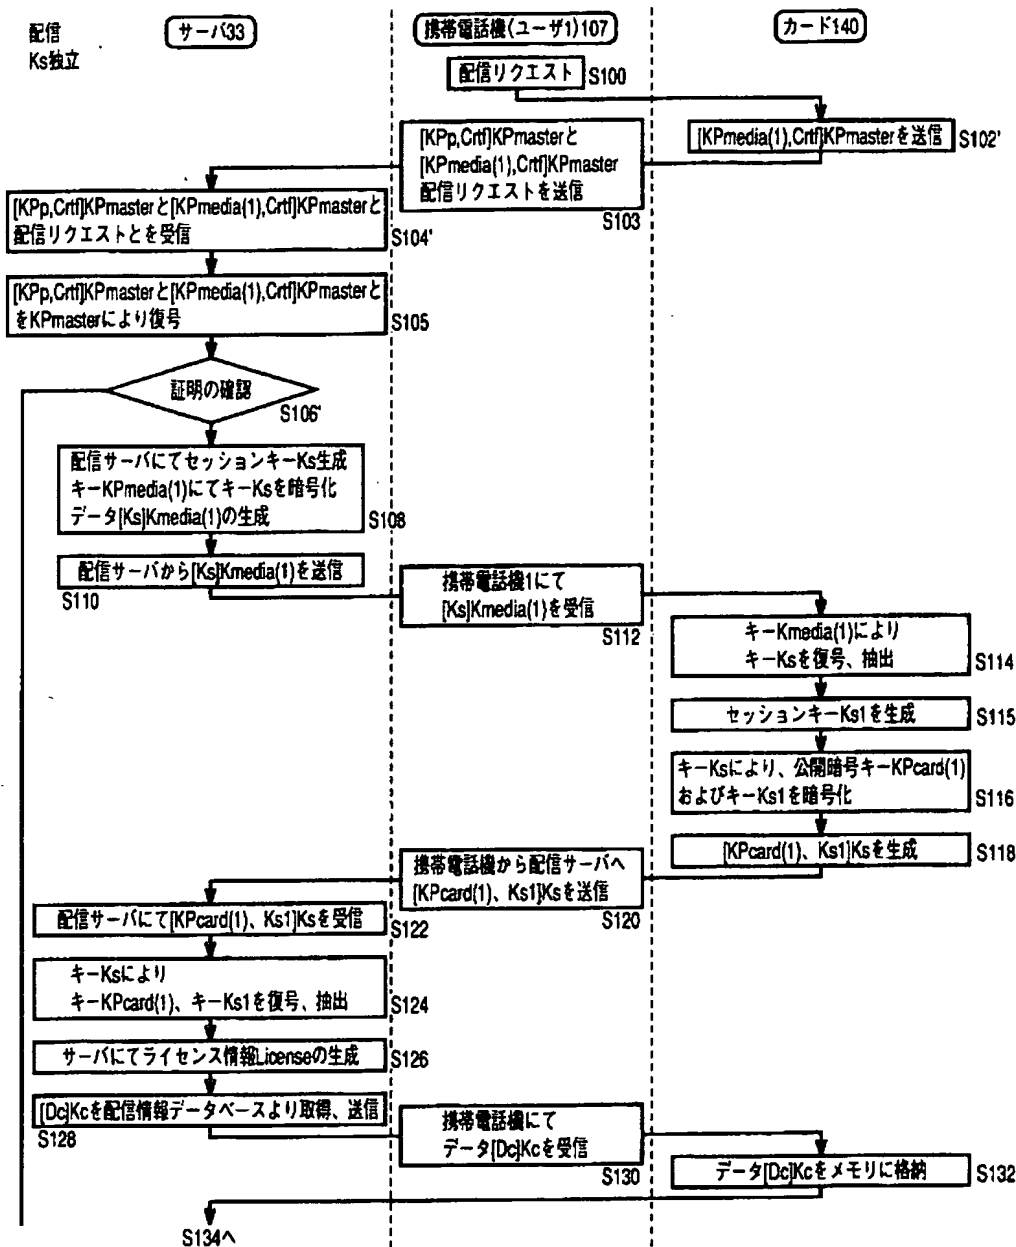 配信
Ks独立
サーバ33
携帯電話機(ユーザ1)107
カード140
配信リクエスト
S100
[KPmedia(1),Crtf]KPmasterを送信
S102'
[KPp,Crtf]KPmasterと
[KPmedia(1),Crtf]KPmaster
配信リクエストを送信
S103
[KPp,Crtf]KPmasterと[KPmedia(1),Crtf]KPmasterと
配信リクエストとを受信
S104'
[KPp,Crtf]KPmasterと[KPmedia(1),Crtf]KPmasterと
をKPmasterにより復号
S105
証明の確認
S106'
配信サーバにてセッションキーKs生成
キーKPmedia(1)にてキーKsを暗号化
データ[Ks]Kmedia(1)の生成
S108
配信サーバから[Ks]Kmedia(1)を送信
S110
携帯電話機1にて
[Ks]Kmedia(1)を受信
S112
キーKmedia(1)により
キーKsを復号、抽出
S114
セッションキーKs1を生成
S115
キーKsにより、公開暗号キーKPcard(1)
およびキーKs1を暗号化
S116
[KPcard(1)、Ks1]Ksを生成
S118
携帯電話機から配信サーバへ
[KPcard(1)、Ks1]Ksを送信
S120
配信サーバにて[KPcard(1)、Ks1]Ksを受信
S122
キーKsにより
キーKPcard(1)、キーKs1を復号、抽出
S124
サーバにてライセンス情報Licenseの生成
S126
[Dc]Kcを配信情報データベースより取得、送信
S128
携帯電話機にて
データ[Dc]Kcを受信
S130
データ[Dc]Kcをメモリに格納
S132
S134へ